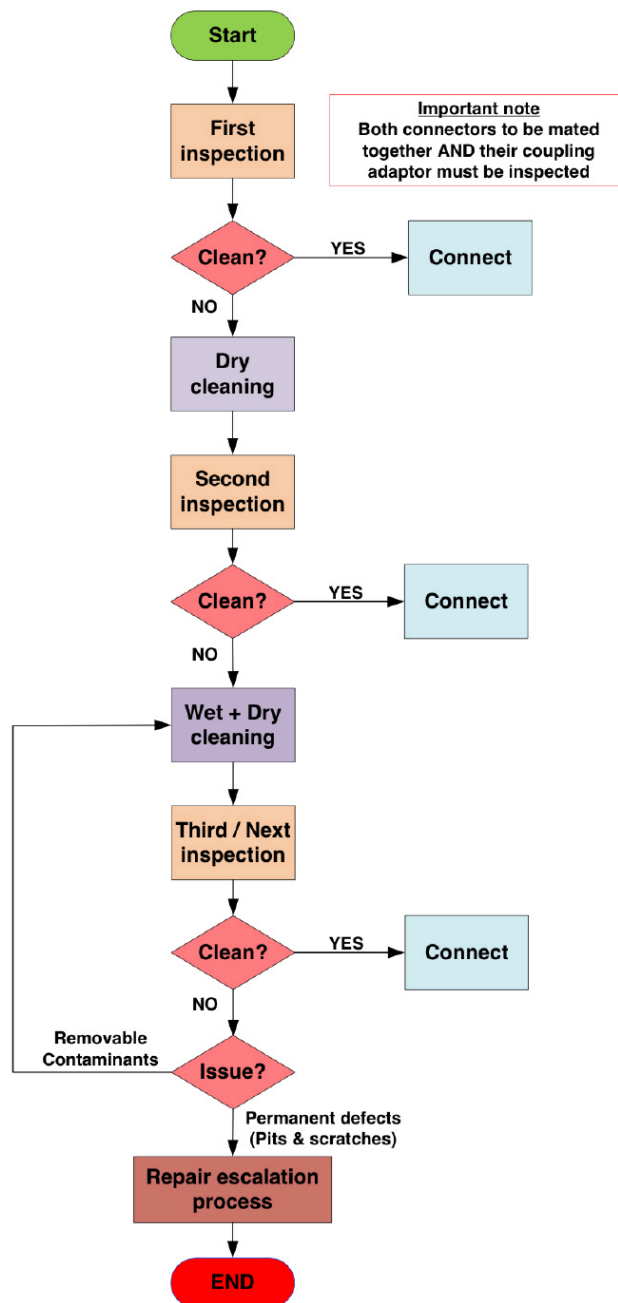 Start
First
inspection
Important note
Both connectors to be mated
together AND their coupling
adaptor must be inspected
Clean?
YES
Connect
NO
Dry
cleaning
Second
inspection
Clean?
YES
Connect
NO
Wet + Dry
cleaning
Third / Next
inspection
Clean?
YES
Connect
NO
Removable
Contaminants
Issue?
Permanent defects
(Pits & scratches)
Repair escalation
process
END